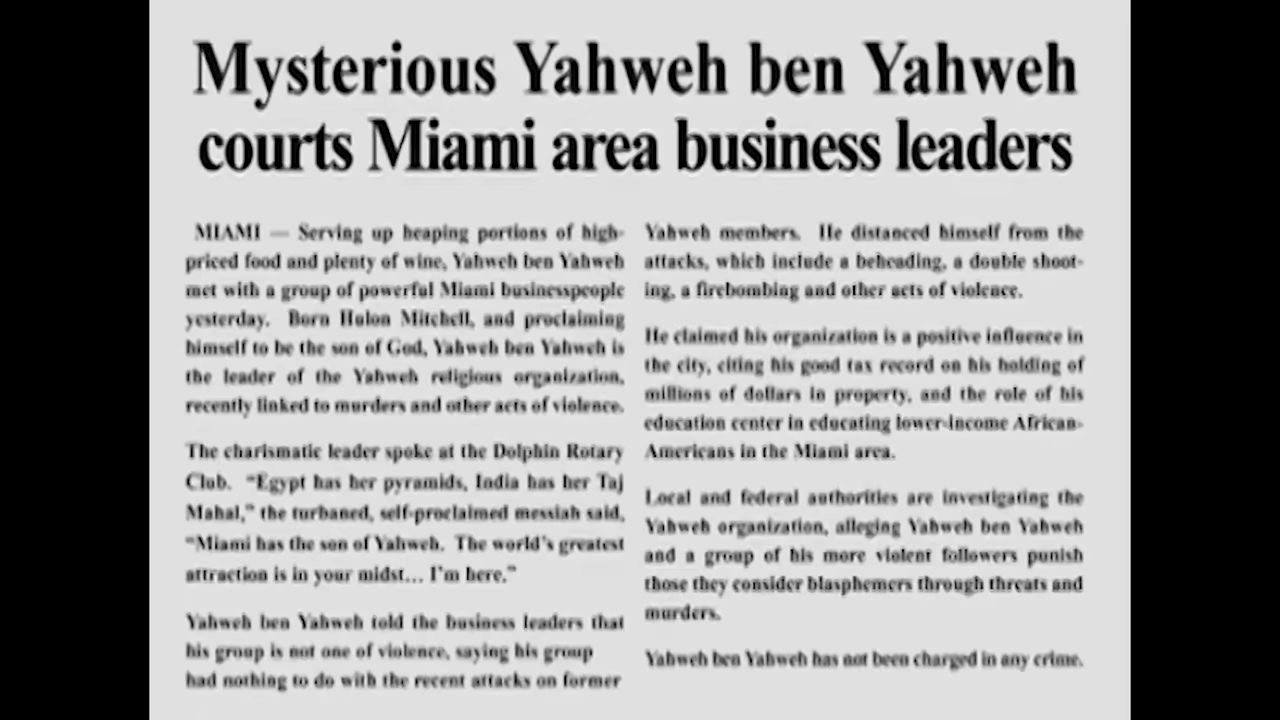 Mysterious Yahweh ben Yahweh
courts Miami area business leaders
MIAMI — Serving up heaping portions of high-
priced food and plenty of wine, Yahweh ben Yahweh
met with a group of powerful Miami businesspeople
yesterday. Born Hulon Mitchell, and proclaiming
himself to be the son of God, Yahweh ben Yahweh is
the leader of the Yahweh religious organization,
recently linked to murders and other acts of violence.
The charismatic leader spoke at the Dolphin Rotary
Club. “Egypt has her pyramids, India has her Taj
Mahal,” the turbaned, self-proclaimed messiah said,
“Miami has the son of Yahweh. The world’s greatest
attraction is in your midst… I’m here.”
Yahweh ben Yahweh told the business leaders that
his group is not one of violence, saying his group
had nothing to do with the recent attacks on former
Yahweh members. He distanced himself from the
attacks, which include a beheading, a double shoot-
ing, a firebombing and other acts of violence.
He claimed his organization is a positive influence in
the city, citing his good tax record on his holding of
millions of dollars in property, and the role of his
education center in educating lower-income African-
Americans in the Miami area.
Local and federal authorities are investigating the
Yahweh organization, alleging Yahweh ben Yahweh
and a group of his more violent followers punish
those they consider blasphemers through threats and
murders.
Yahweh ben Yahweh has not been charged in any crime.